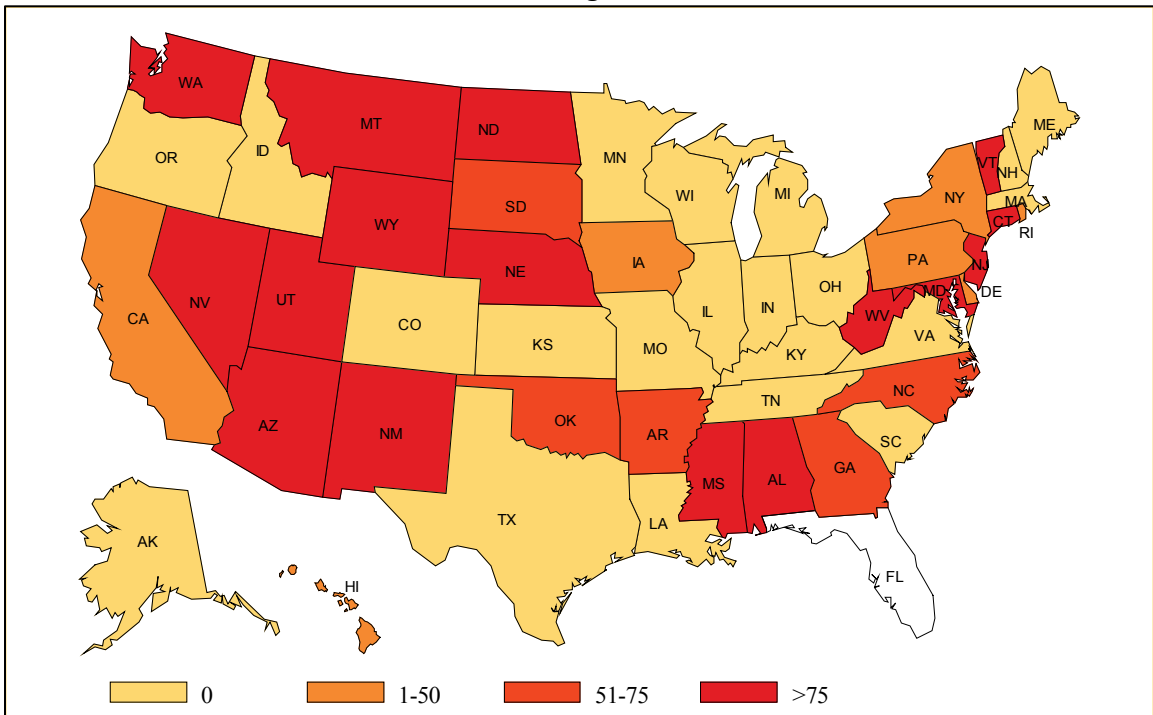 WA
MT
ND
MN
ME
OR
ID
VT
NH
WI
MI
NY
MA
SD
CT
RI
WY
IA
PA
NJ
NE
OH
DE
MD
NV
UT
IL
IN
WV
CA
CO
VA
KS
MO
KY
NC
TN
OK
AZ
NM
AR
SC
GA
MS
AL
TX
LA
AK
HI
FL
0 1-50 51-75 >75